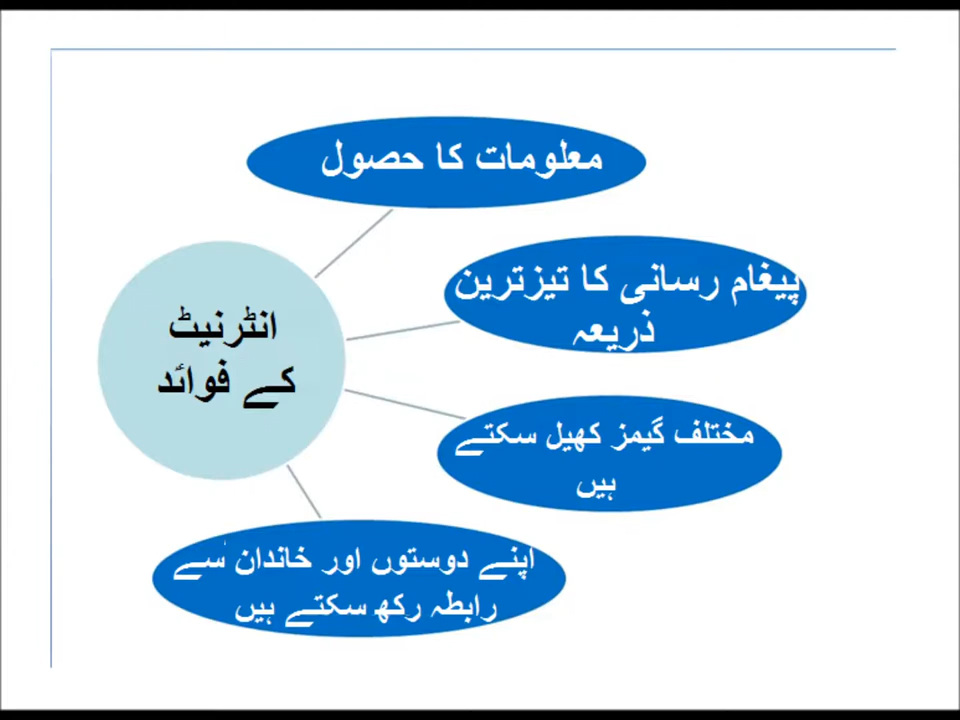 معلومات کا حصول
پیغام رسانی کا تیزترین
ذریعہ
انٹرنیٹ
کے فوائد
مختلف گیمز کھیل سکتے
ہیں
اپنے دوستوں اور خاندان سے
رابطہ رکھ سکتے ہیں